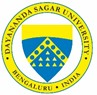 DAYANANDA SAGAR UNIVERSITY
BENGALURU - INDIA